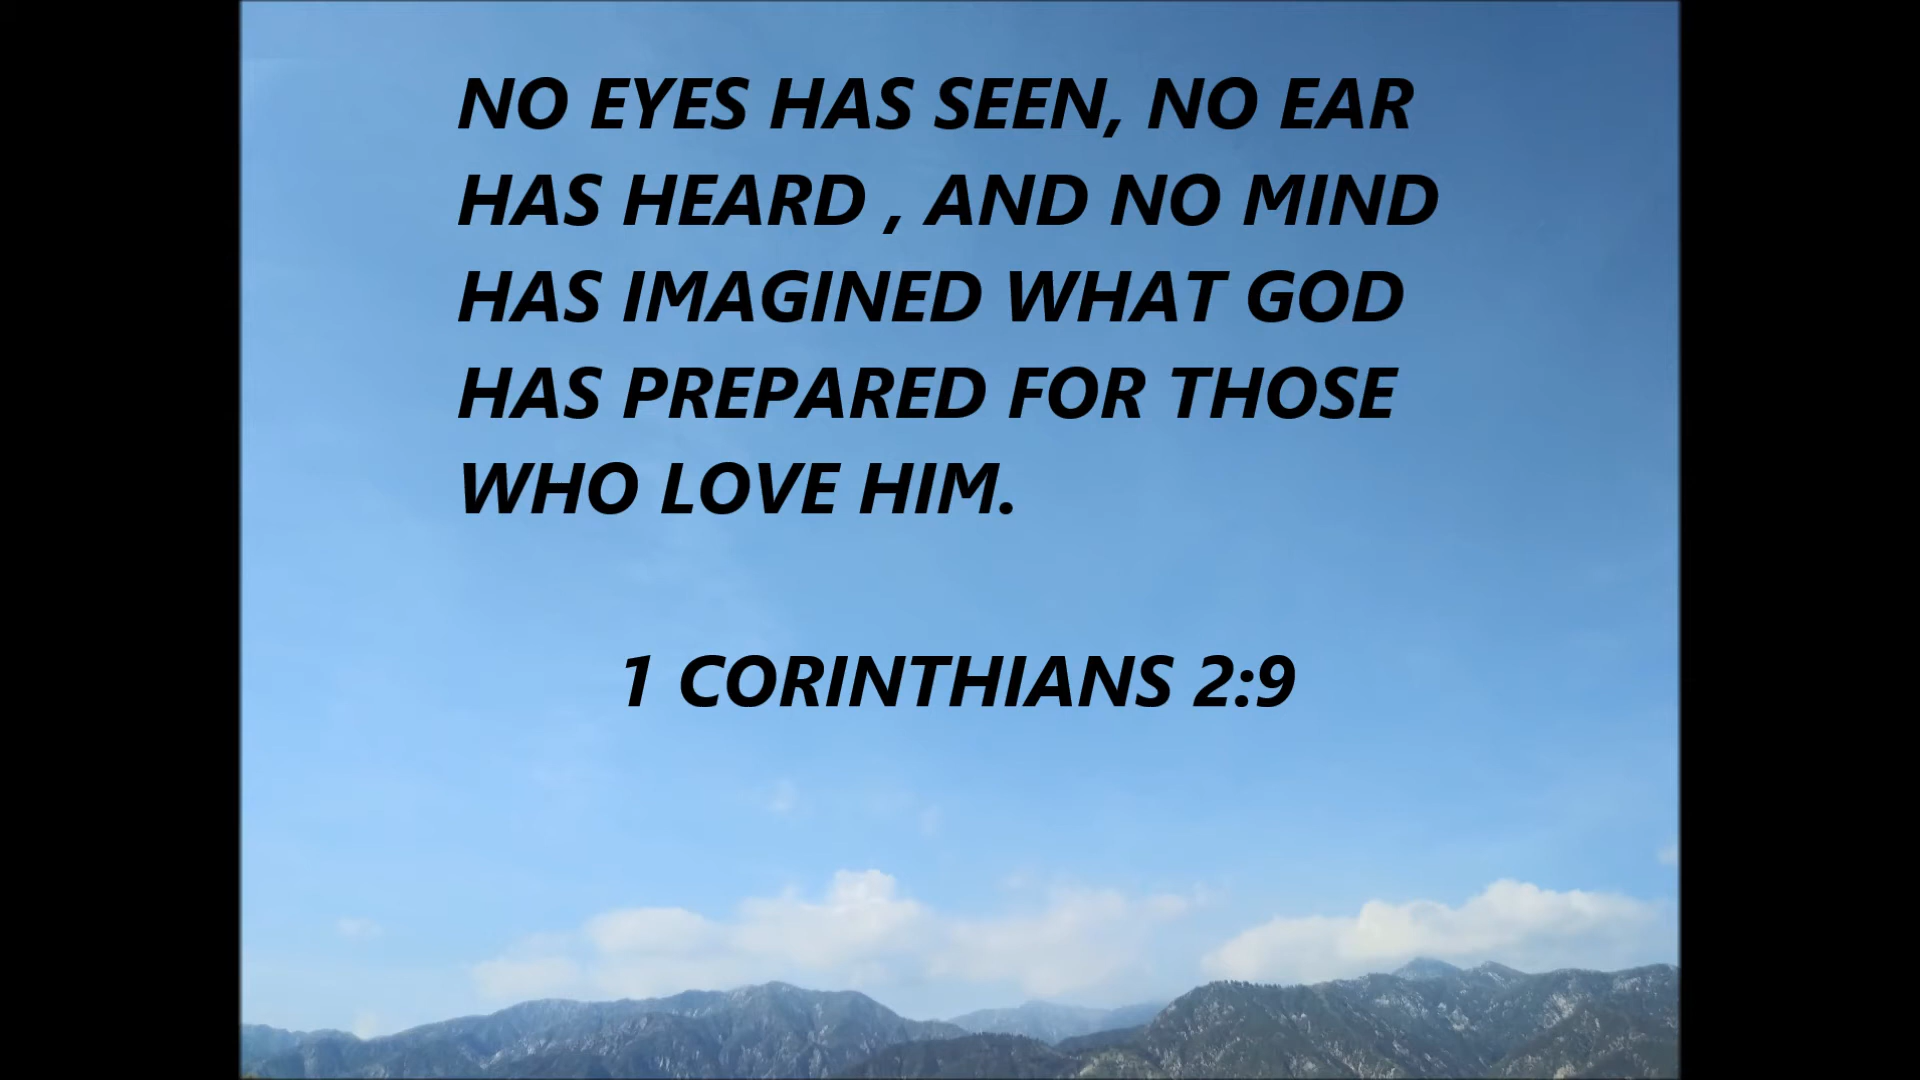 NO EYES HAS SEEN, NO EAR
HAS HEARD , AND NO MIND
HAS IMAGINED WHAT GOD
HAS PREPARED FOR THOSE
WHO LOVE HIM.
1 CORINTHIANS 2:9